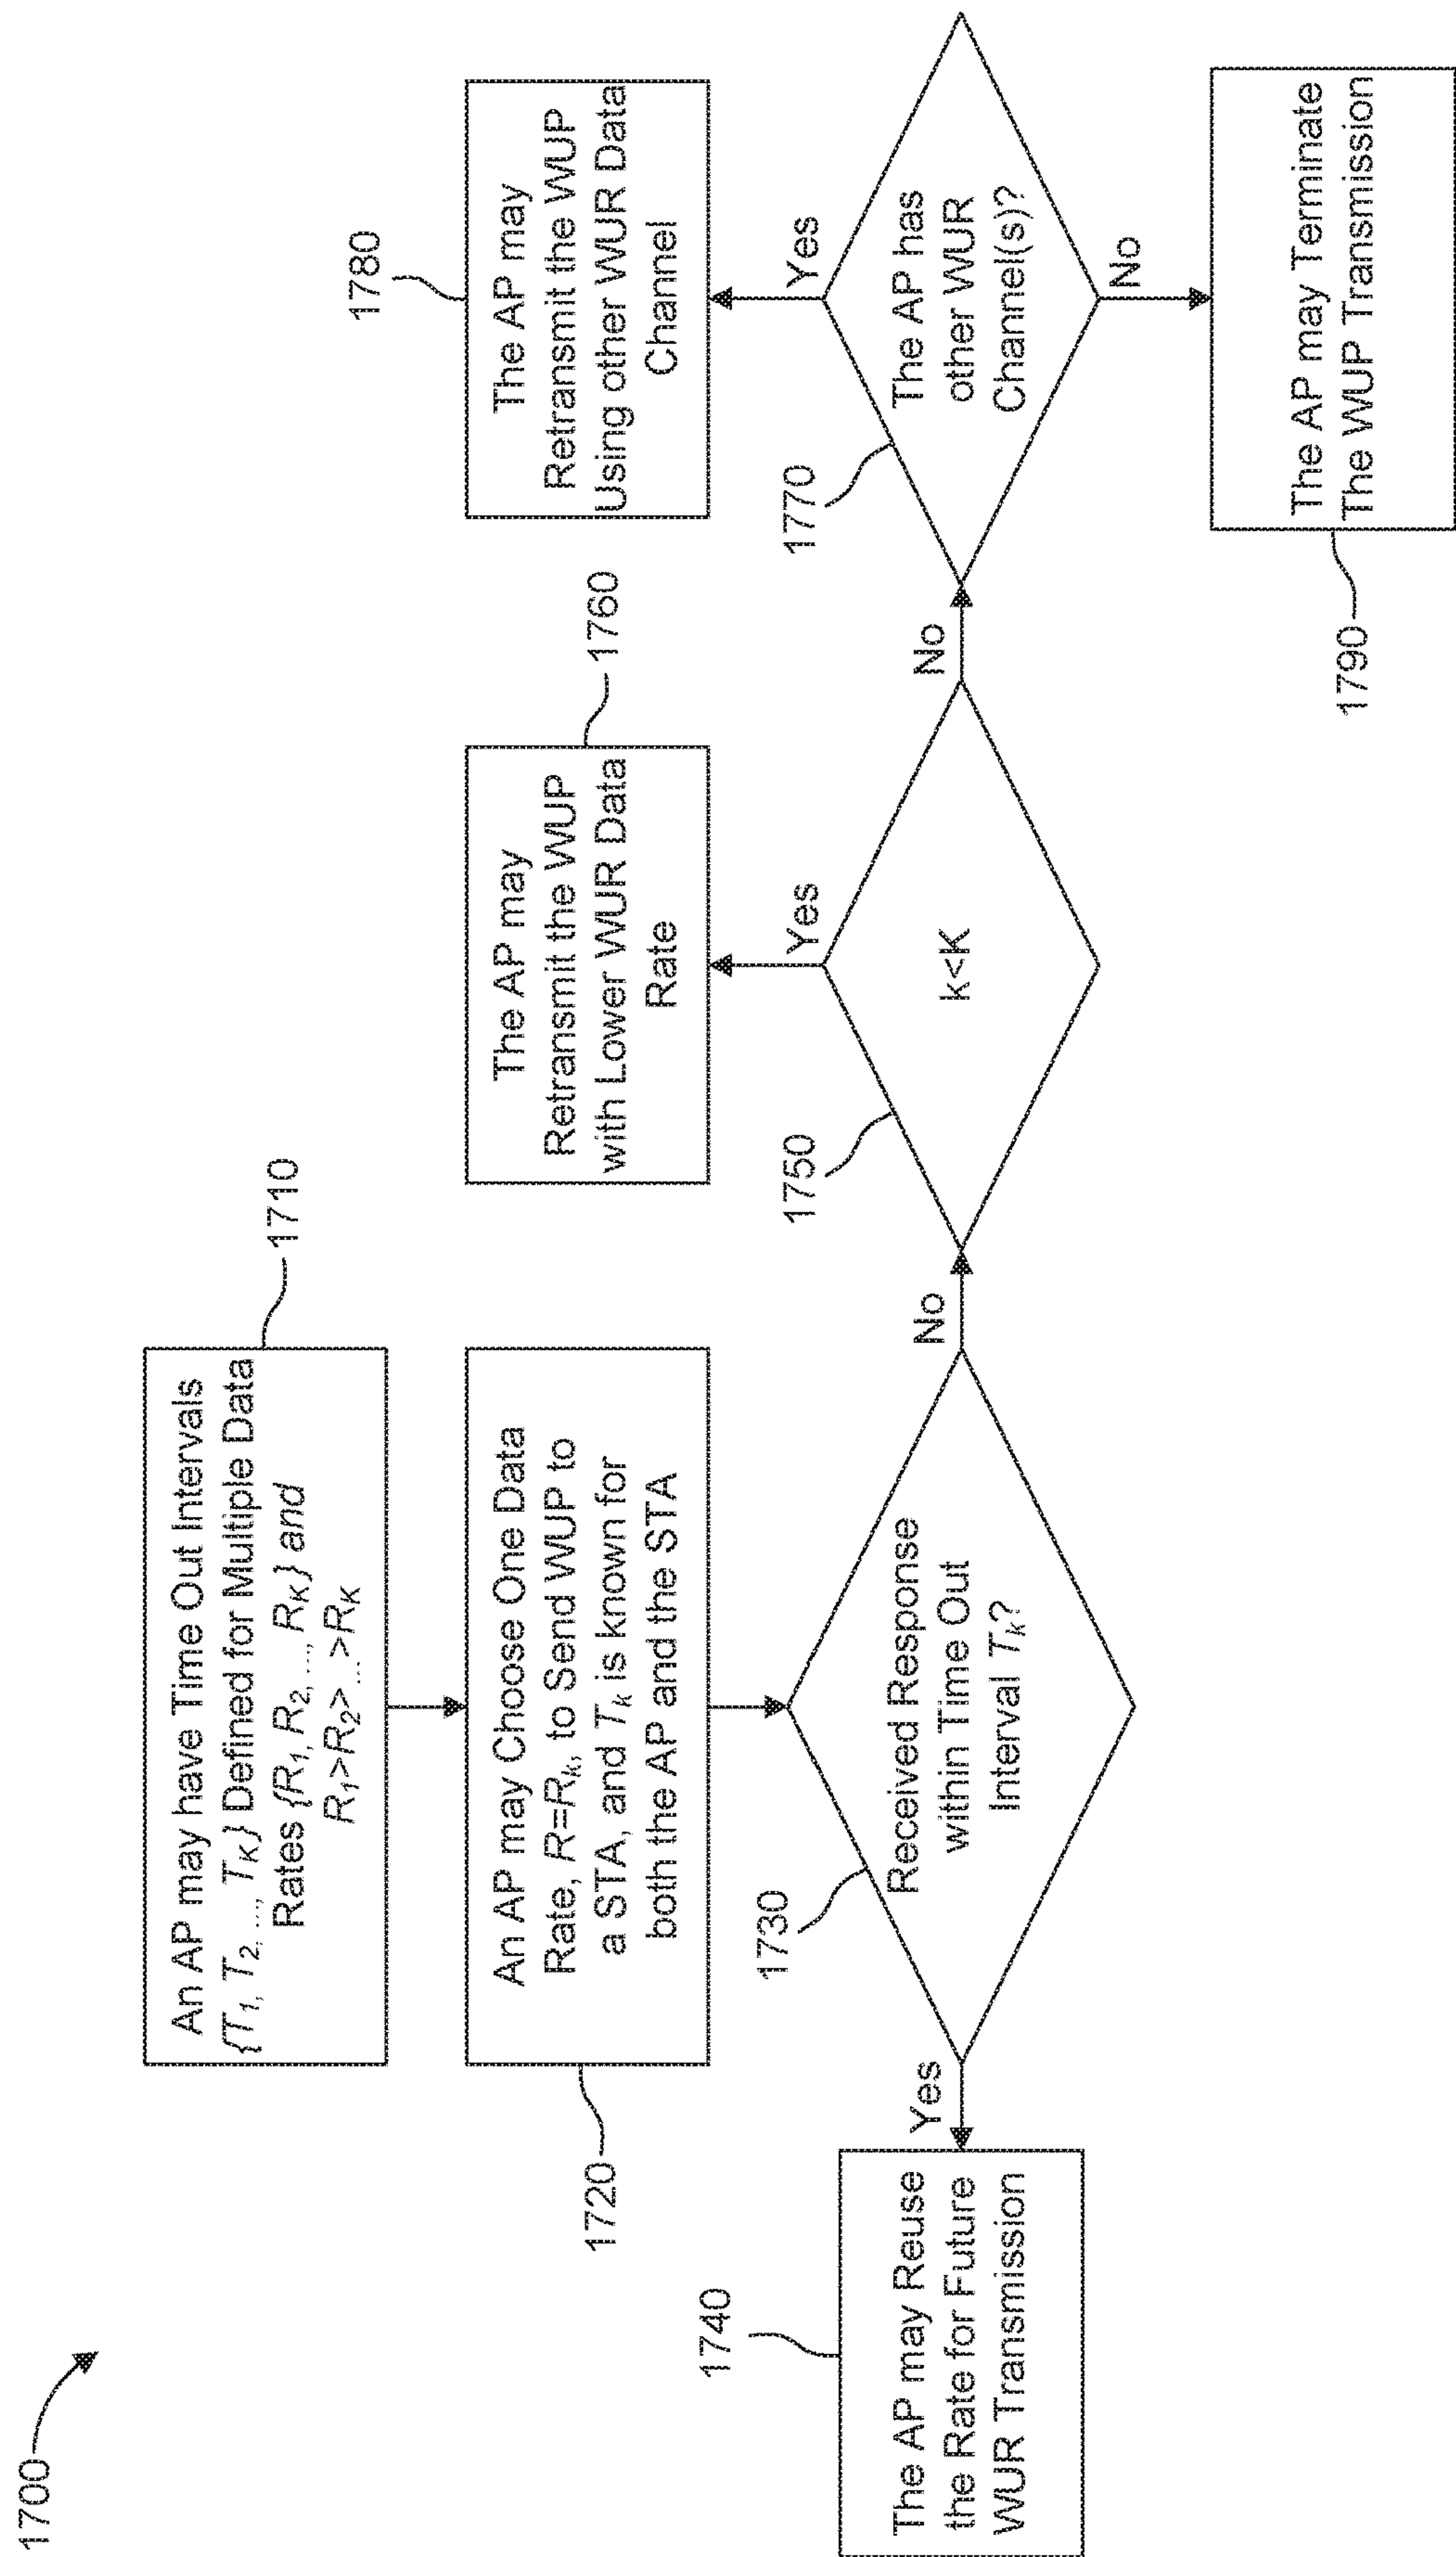 1700
An AP may have Time Out Intervals
{T1, T2, ..., TK} Defined for Multiple Data
Rates {R1, R2, ..., RK} and
R1>R2>...>RK
1710
An AP may Choose One Data
Rate, R=Rk, to Send WUP to
a STA, and Tk is known for
both the AP and the STA
1720
Received Response
within Time Out
Interval Tk?
1730
Yes
The AP may Reuse
the Rate for Future
WUR Transmission
1740
No
k<K
1750
Yes
The AP may
Retransmit the WUP
with Lower WUR Data
Rate
1760
No
The AP has
other WUR
Channel(s)?
1770
Yes
The AP may
Retransmit the WUP
Using other WUR Data
Channel
1780
No
The AP may Terminate
The WUP Transmission
1790